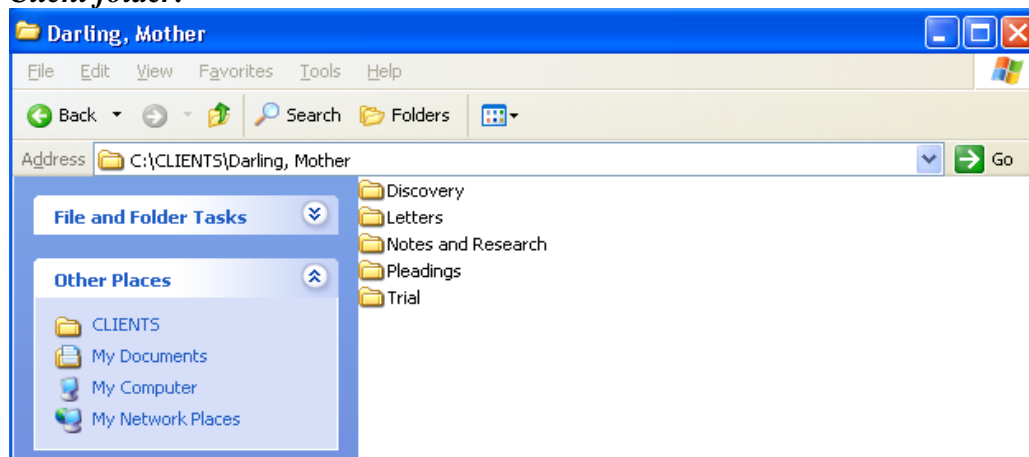 Client folder:
Darling, Mother
File Edit View Favorites Tools Help
Back Search Folders
Address C:\CLIENTS\Darling, Mother Go
File and Folder Tasks
Other Places
CLIENTS
My Documents
My Computer
My Network Places
Discovery
Letters
Notes and Research
Pleadings
Trial